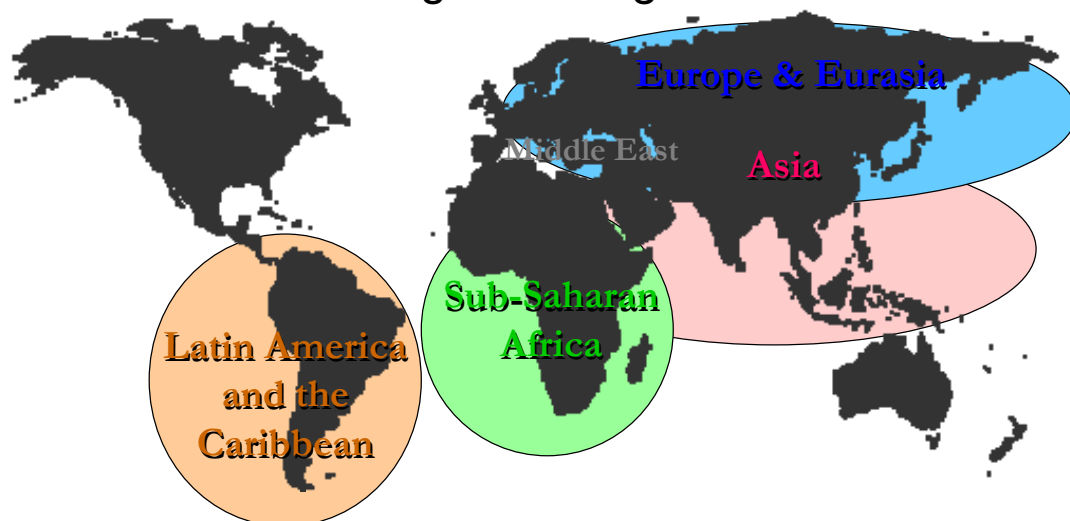 Europe & Eurasia
Middle East
Asia
Sub-Saharan
Africa
Latin America
and the
Caribbean